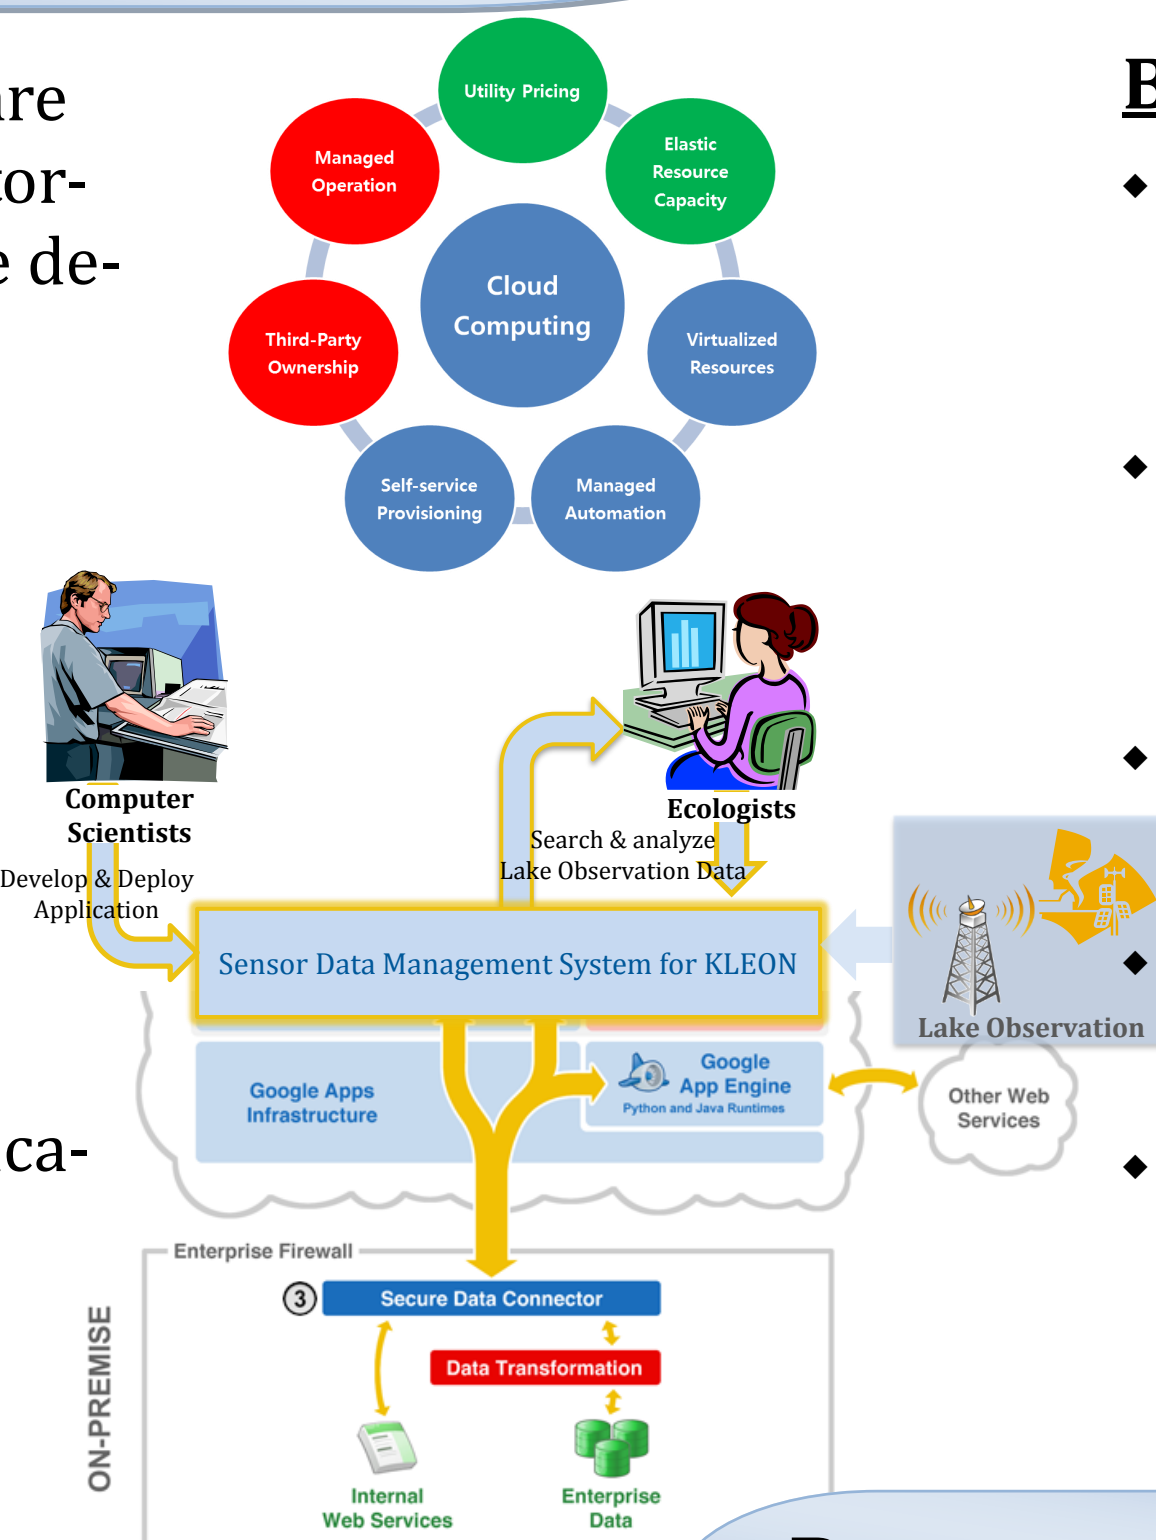 are
tor-
e de-
B
Utility Pricing
Managed
Operation
Elastic
Resource
Capacity
Cloud
Computing
Third-Party
Ownership
Virtualized
Resources
Self-service
Provisioning
Managed
Automation
Computer
Scientists
Develop & Deploy
Application
Ecologists
Search & analyze
Lake Observation Data
Sensor Data Management System for KLEON
Lake Observation
Google Apps
Infrastructure
Google
App Engine
Python and Java Runtimes
Other Web
Services
ica-
Enterprise Firewall
ON-PREMISE
3
Secure Data Connector
Data Transformation
Internal
Web Services
Enterprise
Data